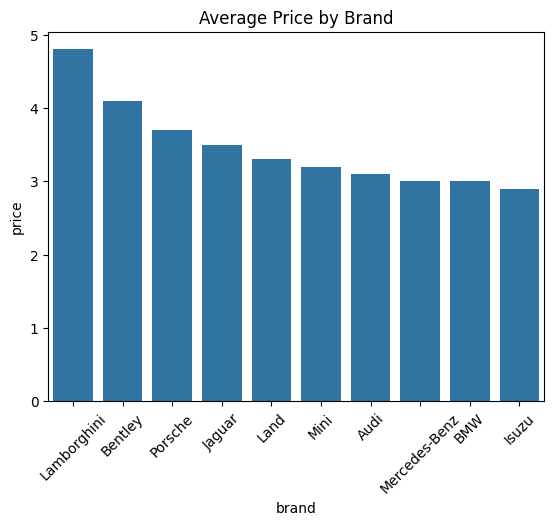 Average Price by Brand
price
5
4
3
2
1
0
Lamborghini
Bentley
Porsche
Jaguar
Land
Mini
Audi
Mercedes-Benz
BMW
Isuzu
brand